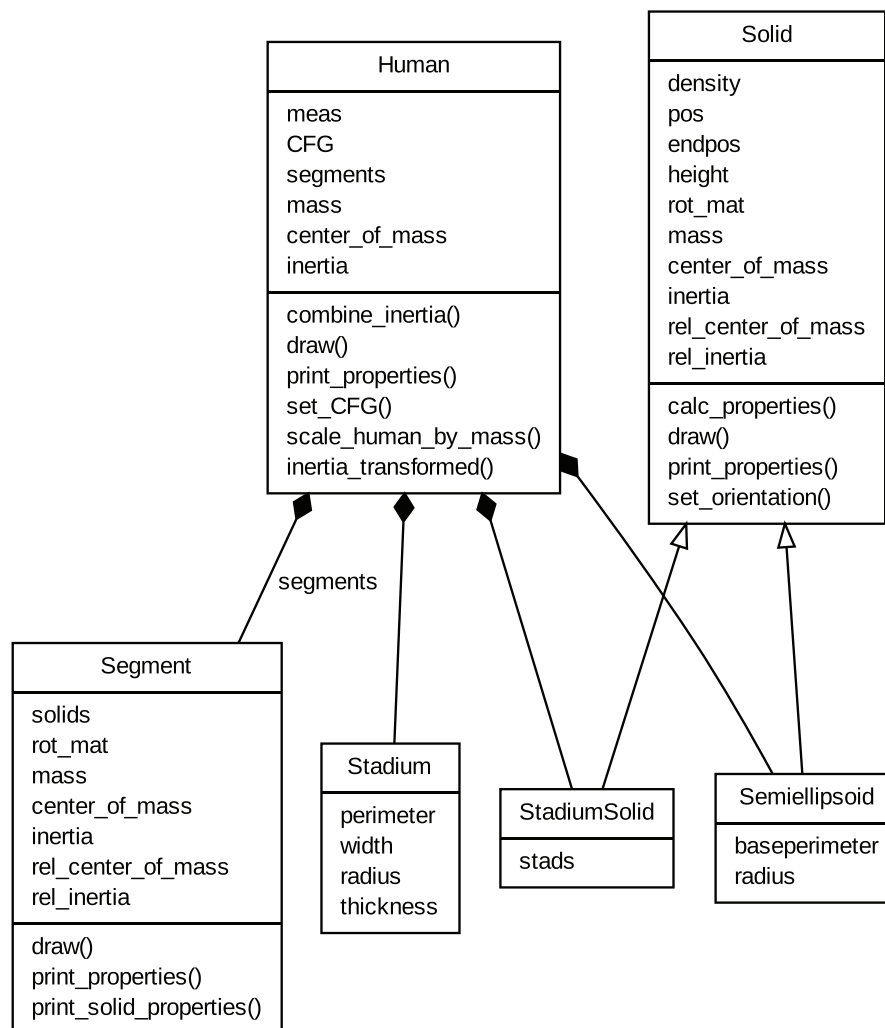 Human
meas
CFG
segments
mass
center_of_mass
inertia
combine_inertia()
draw()
print_properties()
set_CFG()
scale_human_by_mass()
inertia_transformed()
Solid
density
pos
endpos
height
rot_mat
mass
center_of_mass
inertia
rel_center_of_mass
rel_inertia
calc_properties()
draw()
print_properties()
set_orientation()
segments
Segment
solids
rot_mat
mass
center_of_mass
inertia
rel_center_of_mass
rel_inertia
draw()
print_properties()
print_solid_properties()
Stadium
perimeter
width
radius
thickness
StadiumSolid
stads
Semiellipsoid
baseperimeter
radius